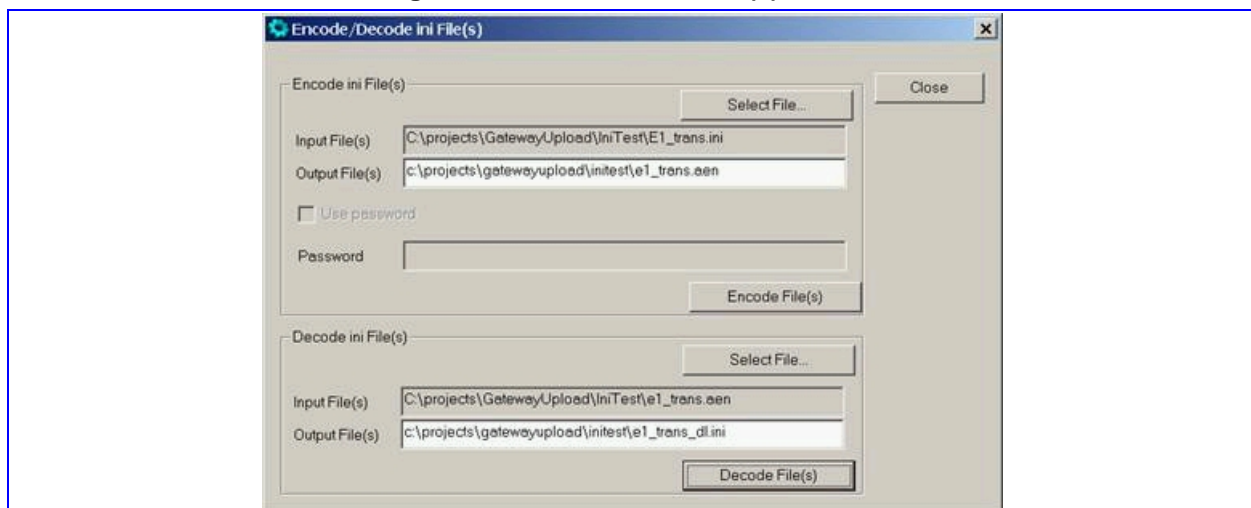 Encode/Decode ini File(s)
Encode ini File(s)
Close
Select File...
Input File(s) C:\projects\GatewayUpload\IniTest\E1_trans.ini
Output File(s) c:\projects\gatewayupload\initest\e1_trans.aen
Use password
Password
Encode File(s)
Decode ini File(s)
Select File...
Input File(s) C:\projects\GatewayUpload\IniTest\e1_trans.aen
Output File(s) c:\projects\gatewayupload\initest\e1_trans_dl.ini
Decode File(s)